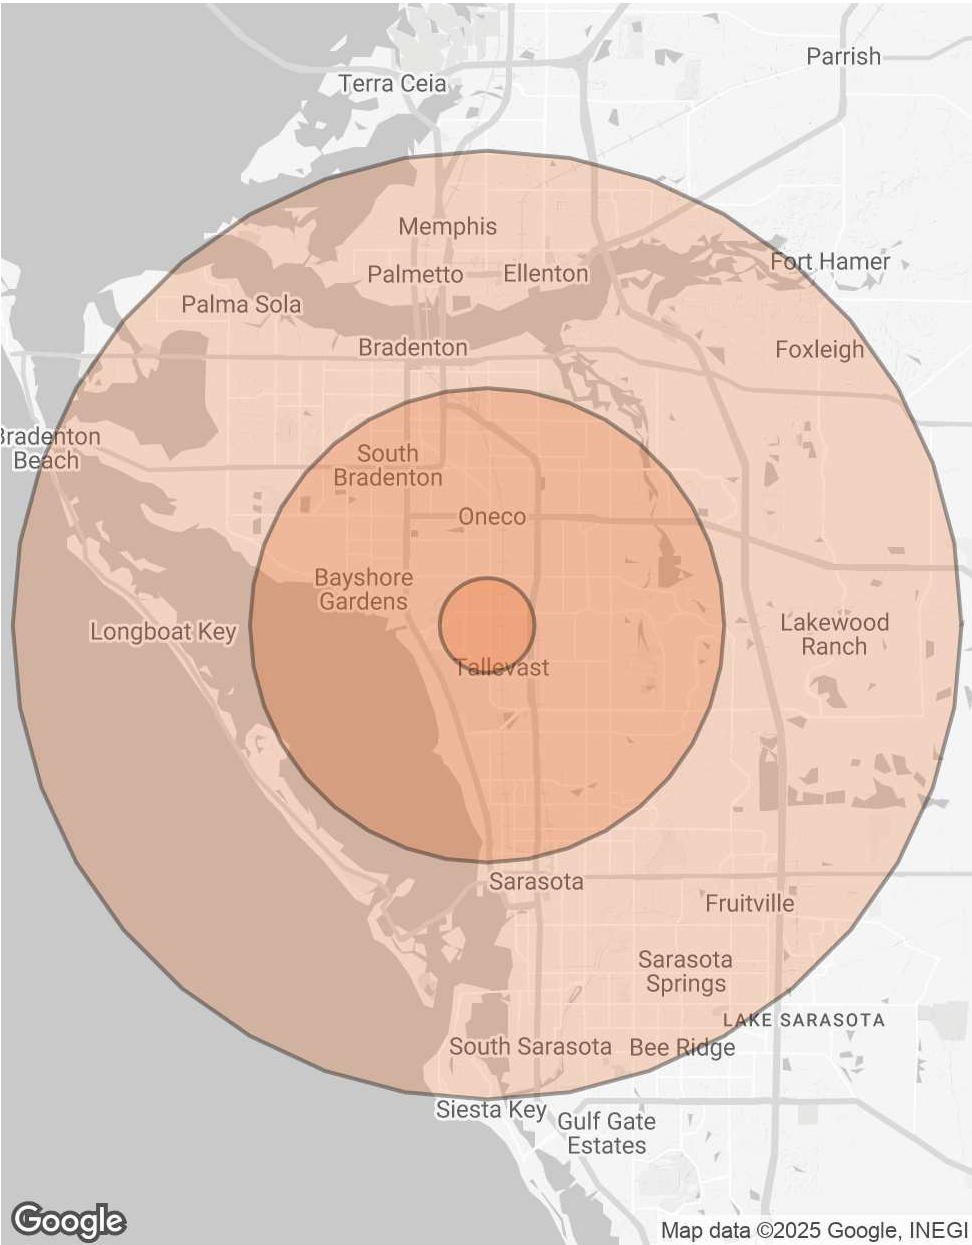 Parrish
Terra Ceia
Memphis
Fort Hamer
Palmetto
Ellenton
Palma Sola
Bradenton
Foxleigh
Bradenton
Beach
South
Bradenton
Oneco
Bayshore
Gardens
Longboat Key
Lakewood
Ranch
Tallevast
Sarasota
Fruitville
Sarasota
Springs
LAKE SARASOTA
South Sarasota
Bee Ridge
Siesta Key
Gulf Gate
Estates
Google
Map data ©2025 Google, INEGI